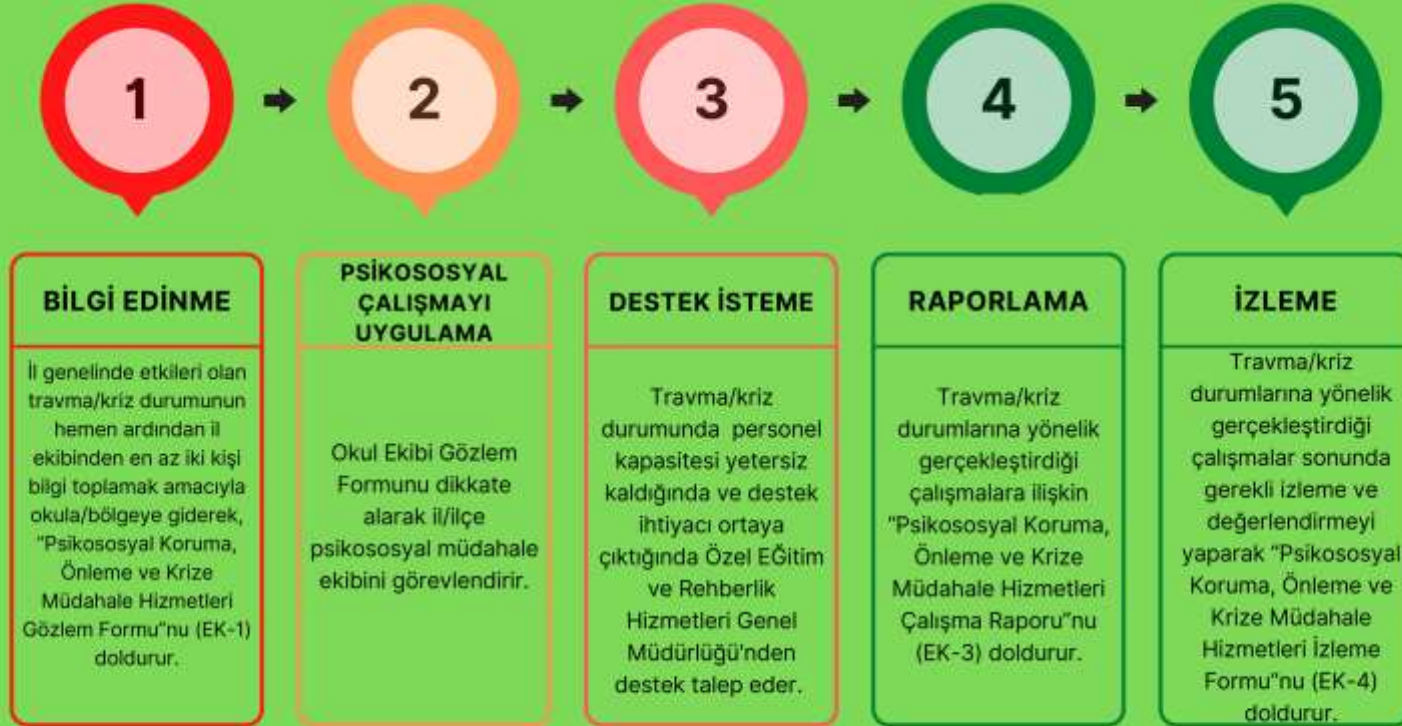 1
2
3
4
5
BİLGİ EDİNME
İl genelinde etkileri olan
travma/kriz durumunun
hemen ardından il
ekibinden en az iki kişi
bilgi toplamak amacıyla
okula/bölgeye giderek,
"Psikososyal Koruma,
Önleme ve Krize
Müdahale Hizmetleri
Gözlem Formu"nu (EK-1)
doldurur.
PSİKOSOSYAL
ÇALIŞMAYI
UYGULAMA
Okul Ekibi Gözlem
Formunu dikkate
alarak il/ilçe
psikososyal müdahale
ekibini görevlendirir.
DESTEK İSTEME
Travma/kriz
durumunda personel
kapasitesi yetersiz
kaldığında ve destek
ihtiyacı ortaya
çıktığında Özel EĞitim
ve Rehberlik
Hizmetleri Genel
Müdürlüğü'nden
destek talep eder.
RAPORLAMA
Travma/kriz
durumlarına yönelik
gerçekleştirdiği
çalışmalara ilişkin
"Psikososyal Koruma,
Önleme ve Krize
Müdahale Hizmetleri
Çalışma Raporu"nu
(EK-3) doldurur.
İZLEME
Travma/kriz
durumlarına yönelik
gerçekleştirdiği
çalışmalar sonunda
gerekli izleme ve
değerlendirmeyi
yaparak "Psikososyal
Koruma, Önleme ve
Krize Müdahale
Hizmetleri İzleme
Formu"nu (EK-4)
doldurur.